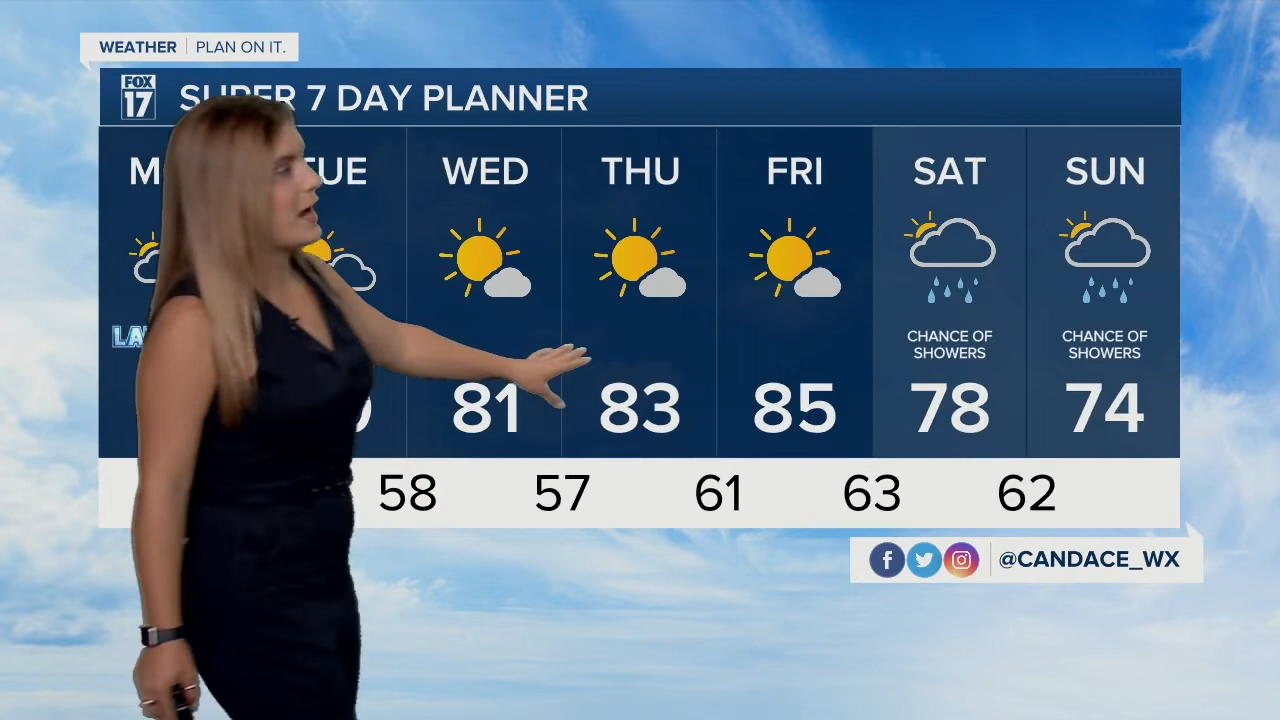 WEATHER | PLAN ON IT.
FOX
17
SUPER 7 DAY PLANNER
WED THU FRI SAT SUN
CHANCE OF SHOWERS CHANCE OF SHOWERS
81 83 85 78 74
58 57 61 63 62
@CANDACE_WX